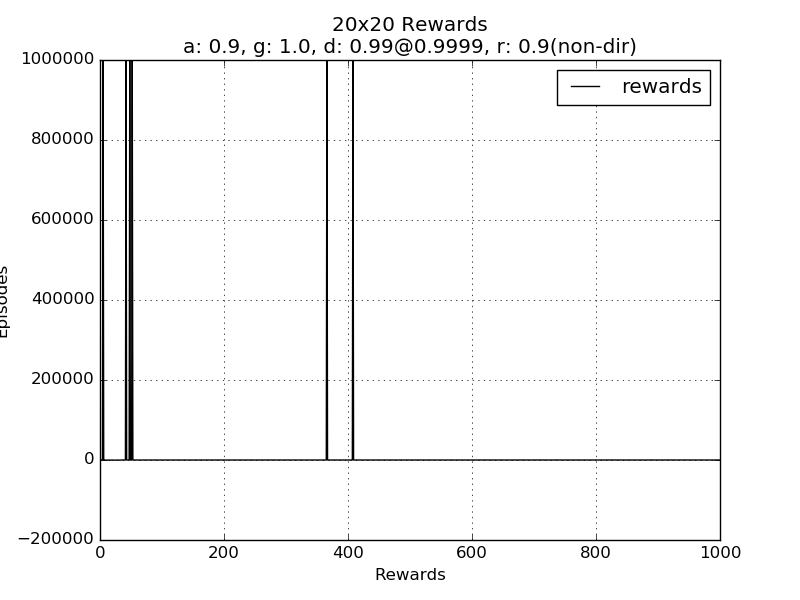 20x20 Rewards
a: 0.9, g: 1.0, d: 0.99@0.9999, r: 0.9(non-dir)
1000000
rewards
800000
600000
400000
Episodes
200000
0
−200000
0 200 400 600 800 1000
Rewards